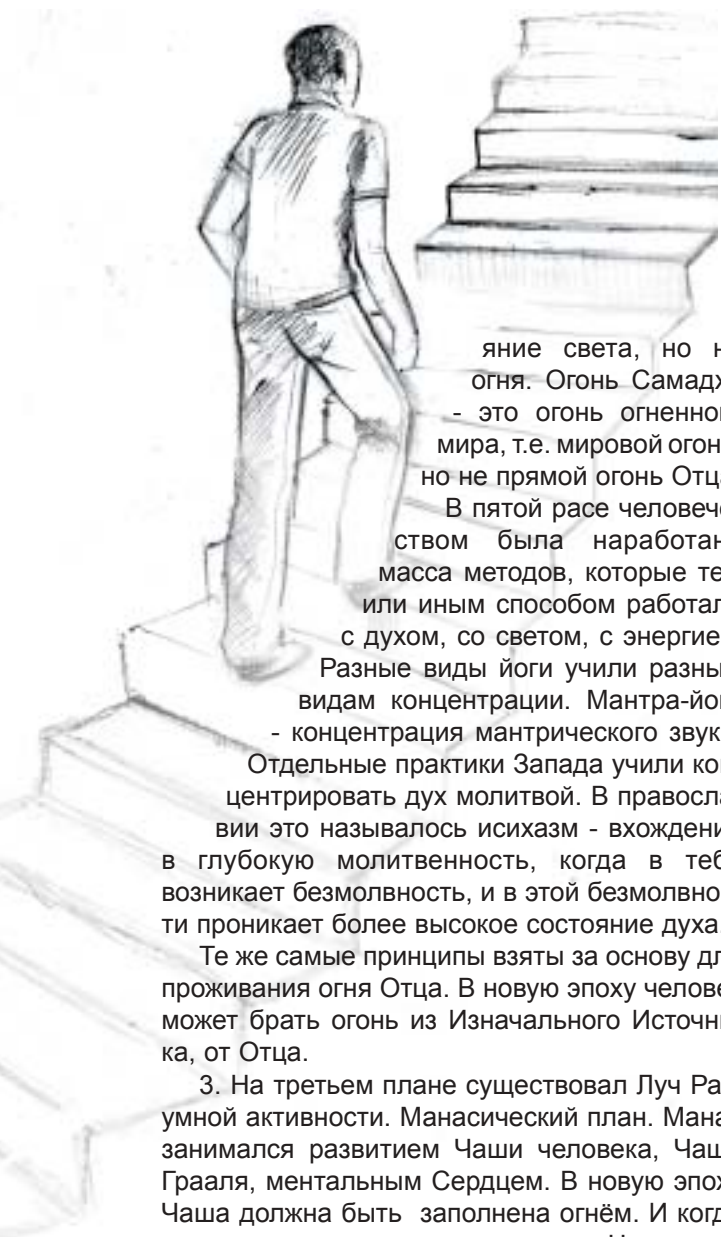 яние света, но н
огня. Огонь Самадх
- это огонь огненног
мира, т.е. мировой огон
но не прямой огонь Отца
В пятой расе человече
ством была наработан
масса методов, которые те
или иным способом работал
с духом, со светом, с энергие
Разные виды йоги учили разны
видам концентрации. Мантра-йог
- концентрация мантрического звук
Отдельные практики Запада учили кон
центрировать дух молитвой. В правосла
вии это называлось исихазм - вхождени
в глубокую молитвенность, когда в теб
возникает безмолвность, и в этой безмолвнос
ти проникает более высокое состояние духа.
Те же самые принципы взяты за основу дл
проживания огня Отца. В новую эпоху челове
может брать огонь из Изначального Источни
ка, от Отца.
3. На третьем плане существовал Луч Раз
умной активности. Манасический план. Мана
занимался развитием Чаши человека, Чаш
Грааля, ментальным Сердцем. В новую эпох
Чаша должна быть заполнена огнём. И когд